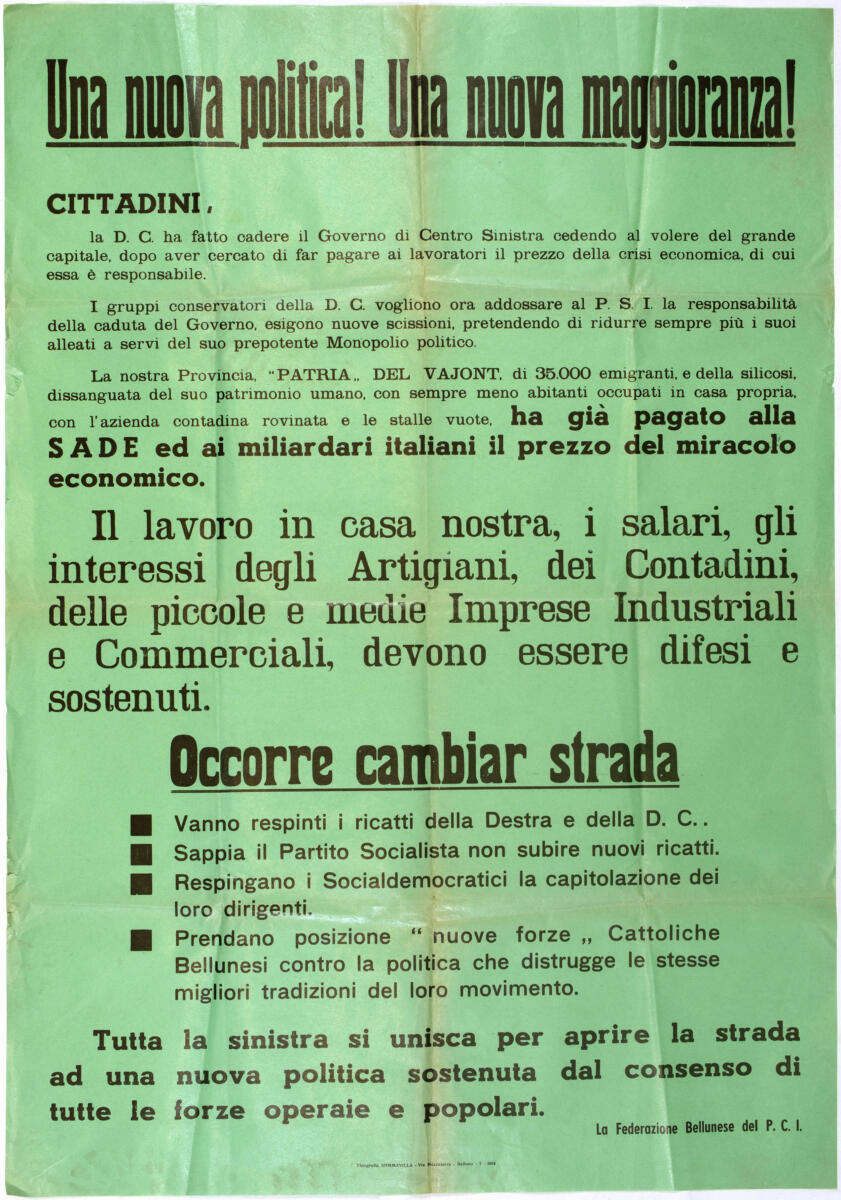 Una nuova politica! Una nuova maggioranza!
CITTADINI,
la D. C. ha fatto cadere il Governo di Centro Sinistra cedendo al volere del grande
capitale, dopo aver cercato di far pagare ai lavoratori il prezzo della crisi economica, di cui
essa è responsabile.
I gruppi conservatori della D. C. vogliono ora addossare al P. S. I. la responsabilità
della caduta del Governo, esigono nuove scissioni, pretendendo di ridurre sempre più i suoi
alleati a servi del suo prepotente Monopolio politico.
La nostra Provincia, "PATRIA„ DEL VAJONT, di 35.000 emigranti, e della silicosi,
dissanguata del suo patrimonio umano, con sempre meno abitanti occupati in casa propria,
con l'azienda contadina rovinata e le stalle vuote, ha già pagato alla
SADE ed ai miliardari italiani il prezzo del miracolo
economico.
Il lavoro in casa nostra, i salari, gli
interessi degli Artigiani, dei Contadini,
delle piccole e medie Imprese Industriali
e Commerciali, devono essere difesi e
sostenuti.
Occorre cambiar strada
■ Vanno respinti i ricatti della Destra e della D. C..
■ Sappia il Partito Socialista non subire nuovi ricatti.
■ Respingano i Socialdemocratici la capitolazione dei
loro dirigenti.
■ Prendano posizione " nuove forze „ Cattoliche
Bellunesi contro la politica che distrugge le stesse
migliori tradizioni del loro movimento.
Tutta la sinistra si unisca per aprire la strada
ad una nuova politica sostenuta dal consenso di
tutte le forze operaie e popolari.
La Federazione Bellunese del P. C. I.
Tipografia SOMMAVILLA - Via - Belluno - 7 -